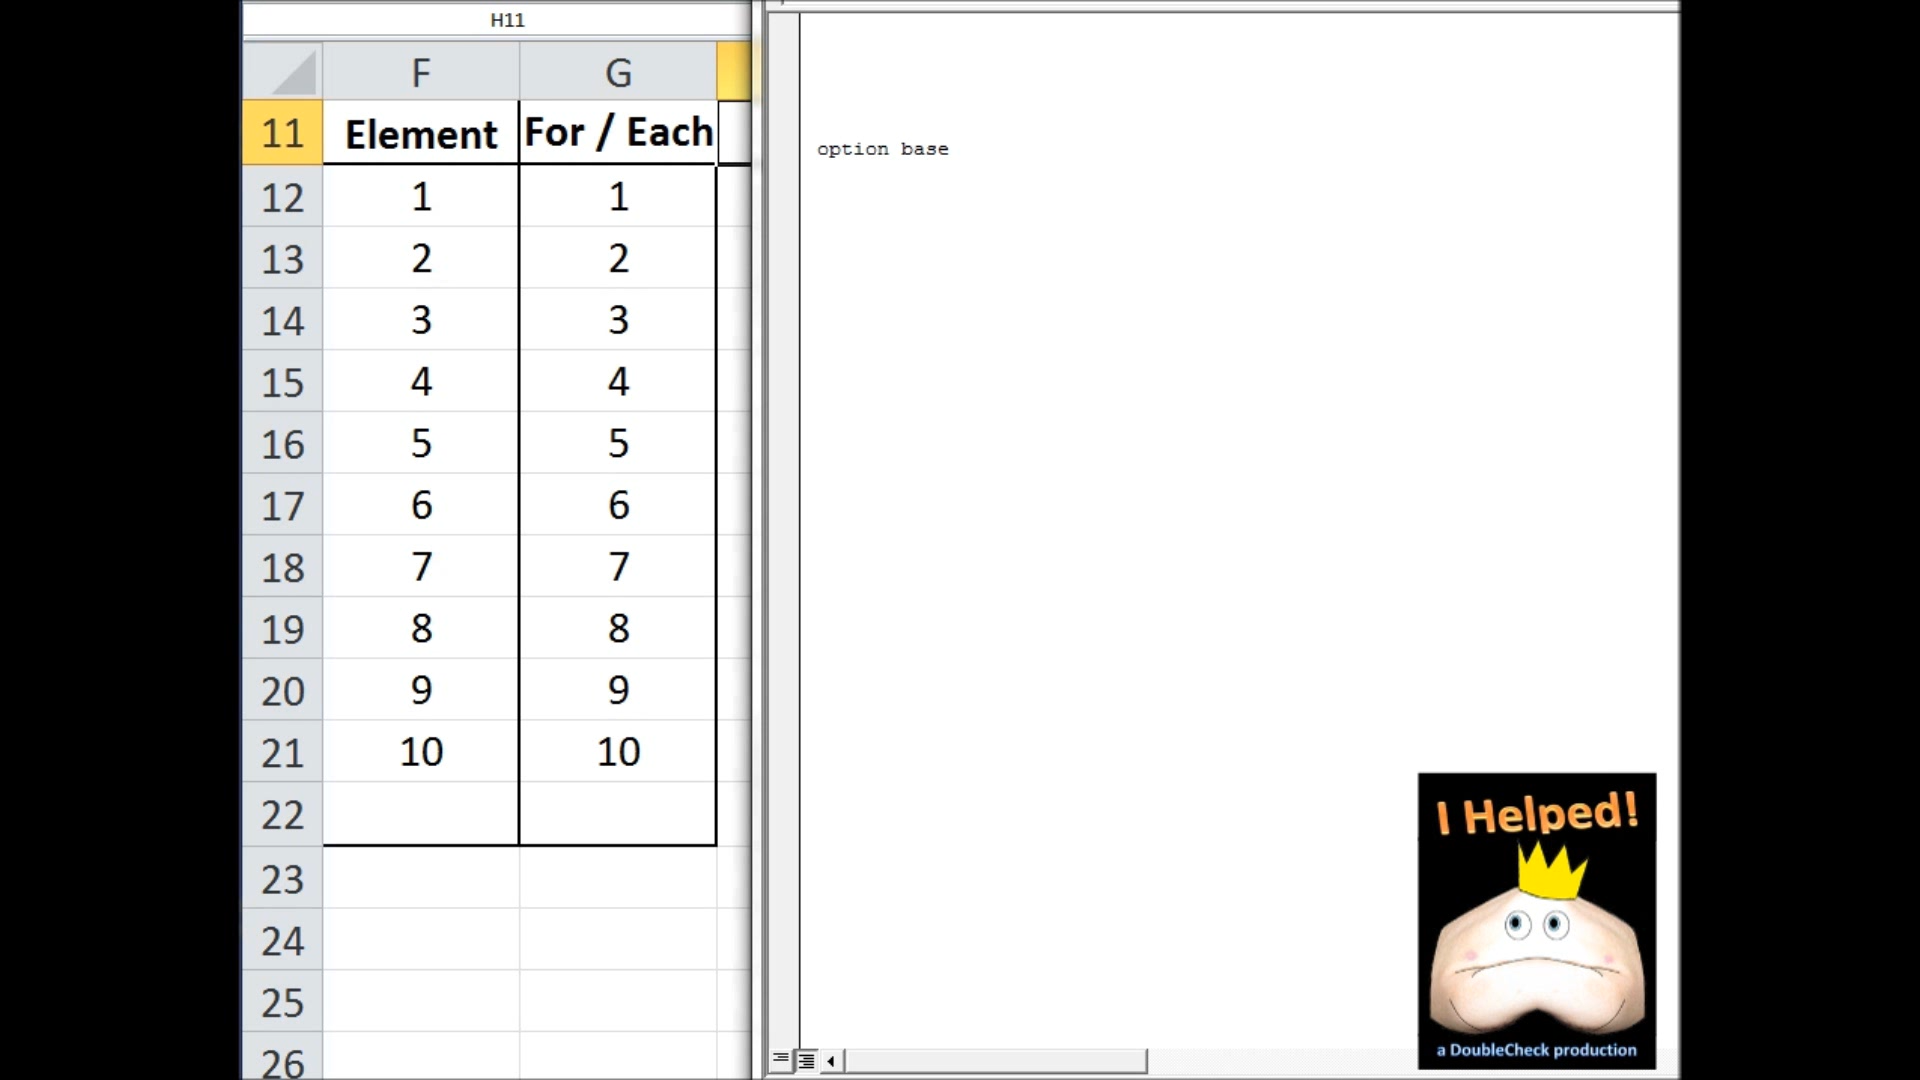 H11
F G
11 Element For / Each
12 1 1
13 2 2
14 3 3
15 4 4
16 5 5
17 6 6
18 7 7
19 8 8
20 9 9
21 10 10
22
23
24
25
26
option base
I Helped!
a DoubleCheck production